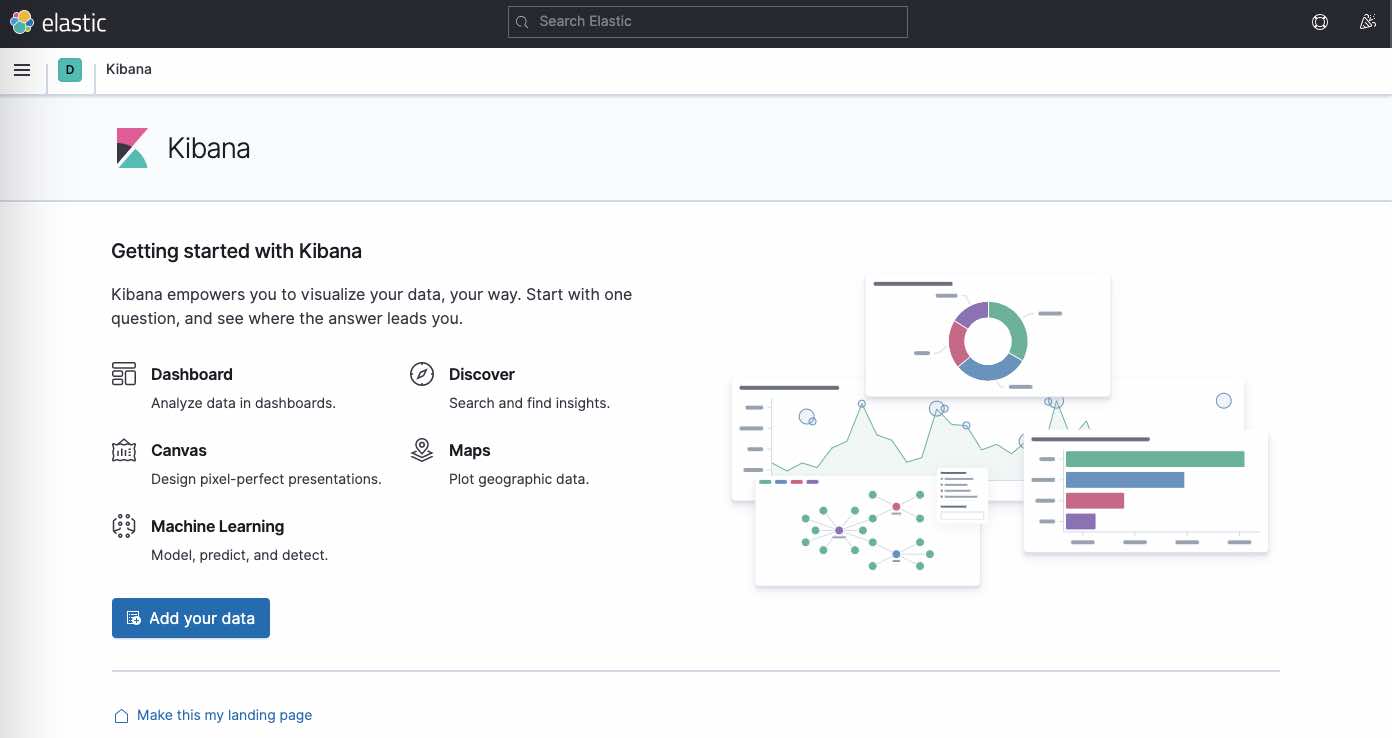 elastic
Search Elastic
D
Kibana
Kibana
Getting started with Kibana
Kibana empowers you to visualize your data, your way. Start with one
question, and see where the answer leads you.
Dashboard
Analyze data in dashboards.
Discover
Search and find insights.
Canvas
Design pixel-perfect presentations.
Maps
Plot geographic data.
Machine Learning
Model, predict, and detect.
Add your data
Make this my landing page